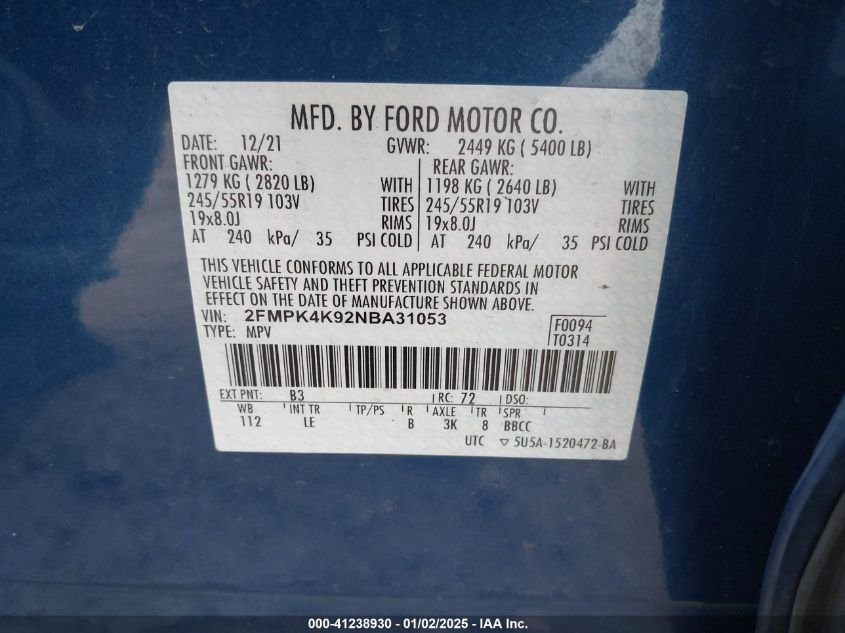 MFD. BY FORD MOTOR CO.
DATE: 12/21 GVWR: 2449 KG ( 5400 LB)
FRONT GAWR: REAR GAWR:
1279 KG ( 2820 LB) WITH 1198 KG ( 2640 LB) WITH
245/55R19 103V TIRES 245/55R19 103V TIRES
19x8.0J RIMS 19x8.0J RIMS
AT 240 kPa/ 35 PSI COLD AT 240 kPa/ 35 PSI COLD
THIS VEHICLE CONFORMS TO ALL APPLICABLE FEDERAL MOTOR
VEHICLE SAFETY AND THEFT PREVENTION STANDARDS IN
EFFECT ON THE DATE OF MANUFACTURE SHOWN ABOVE.
VIN: 2FMPK4K92NBA31053
TYPE: MPV
F0094
T0314
EXT PNT: B3 RC: 72 DSO:
WB INT TR TP/PS R AXLE TR SPR
112 LE B 3K 8 BBCC
UTC ▽ 5U5A-1520472-BA
000-41238930 - 01/02/2025 - IAA Inc.